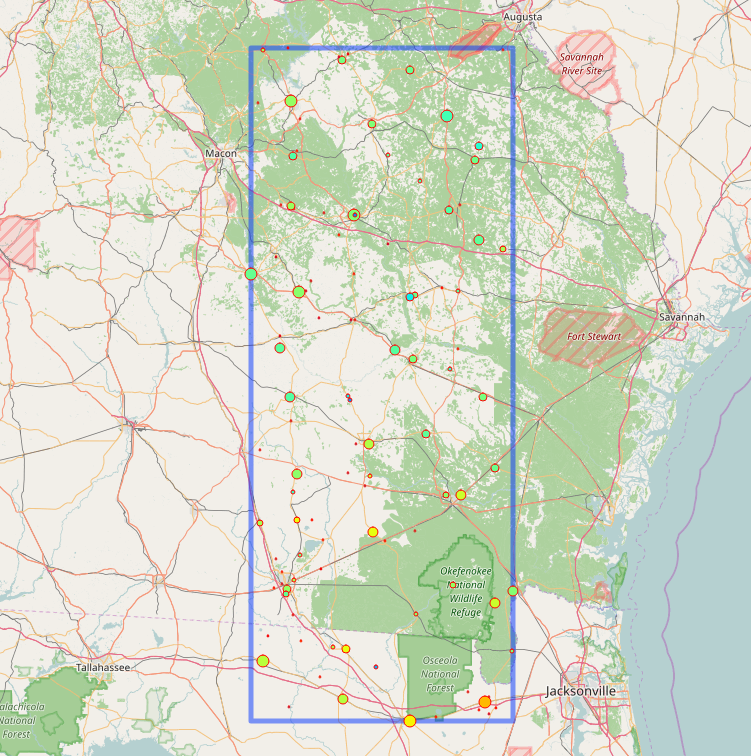 Augusta
Savannah
River Site
Macon
Savannah
Fort Stewart
Okefenokee
National
Wildlife
Refuge
Osceola
National
Forest
Tallahassee
Jacksonville
alachicola
National
Forest